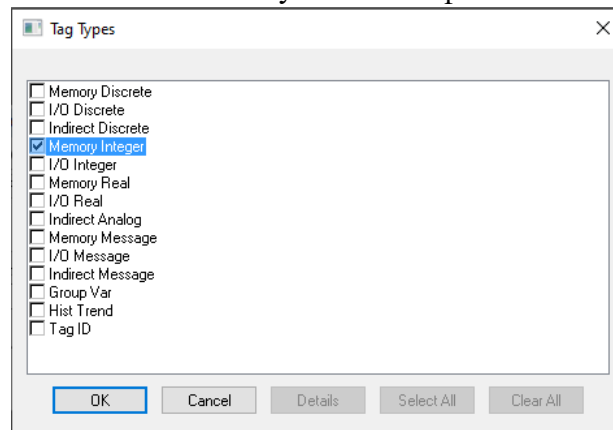 Tag Types
Memory Discrete
I/O Discrete
Indirect Discrete
Memory Integer
I/O Integer
Memory Real
I/O Real
Indirect Analog
Memory Message
I/O Message
Indirect Message
Group Var
Hist Trend
Tag ID
OK Cancel Details Select All Clear All